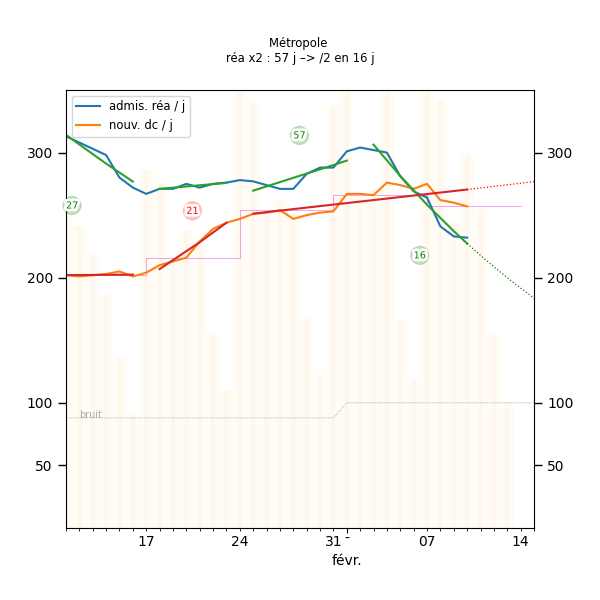 Métropole
réa x2 : 57 j –> /2 en 16 j
admis. réa / j
nouv. dc / j
57
300
300
27
21
16
200
200
100
100
bruit
50
50
17
24
31
07
14
févr.